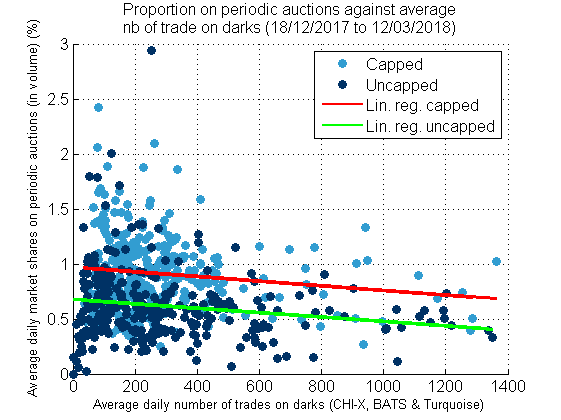 Proportion on periodic auctions against average
nb of trade on darks (18/12/2017 to 12/03/2018)
Average daily market shares on periodic auctions (in volume) (%)
3
2.5
2
1.5
1
0.5
0
Capped
Uncapped
Lin. reg. capped
Lin. reg. uncapped
0 200 400 600 800 1000 1200 1400
Average daily number of trades on darks (CHI-X, BATS & Turquoise)